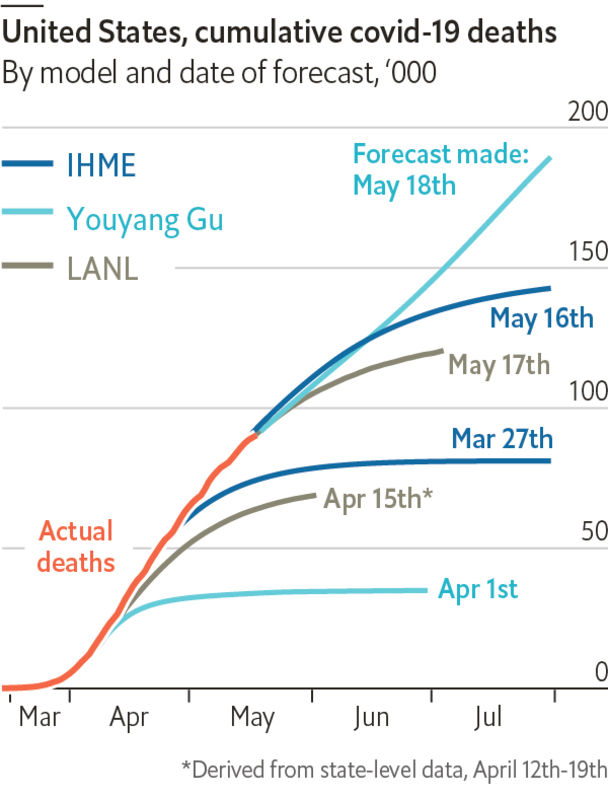 United States, cumulative covid-19 deaths
By model and date of forecast, ‘000
200
IHME
Forecast made:
May 18th
Youyang Gu
LANL
150
May 16th
May 17th
100
Mar 27th
Apr 15th*
Actual
deaths
50
Apr 1st
0
Mar
Apr
May
Jun
Jul
*Derived from state-level data, April 12th-19th